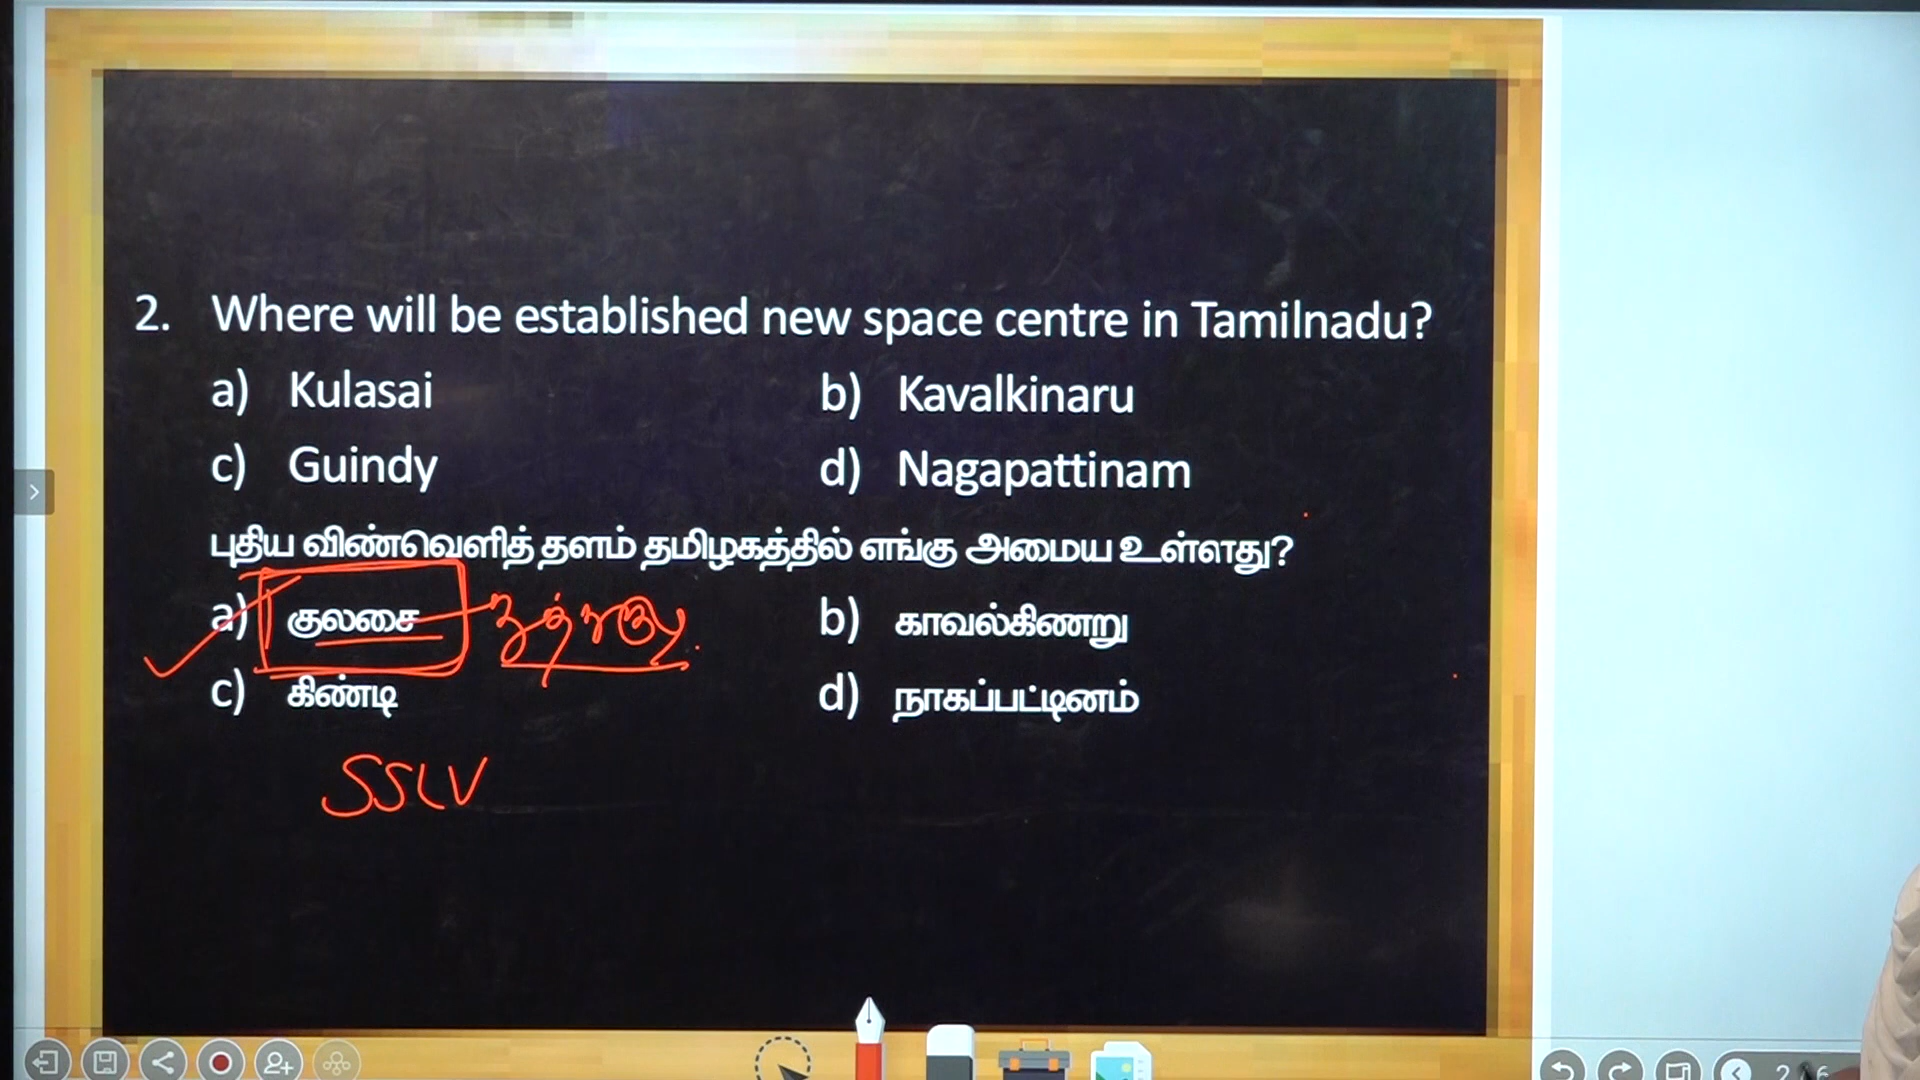 2. Where will be established new space centre in Tamilnadu?
a) Kulasai b) Kavalkinaru
c) Guindy d) Nagapattinam
புதிய விண்வெளித் தளம் தமிழகத்தில் எங்கு அமைய உள்ளது?
a) குலசை b) காவல்கிணறு
c) கிண்டி d) நாகப்பட்டினம்
SSLV